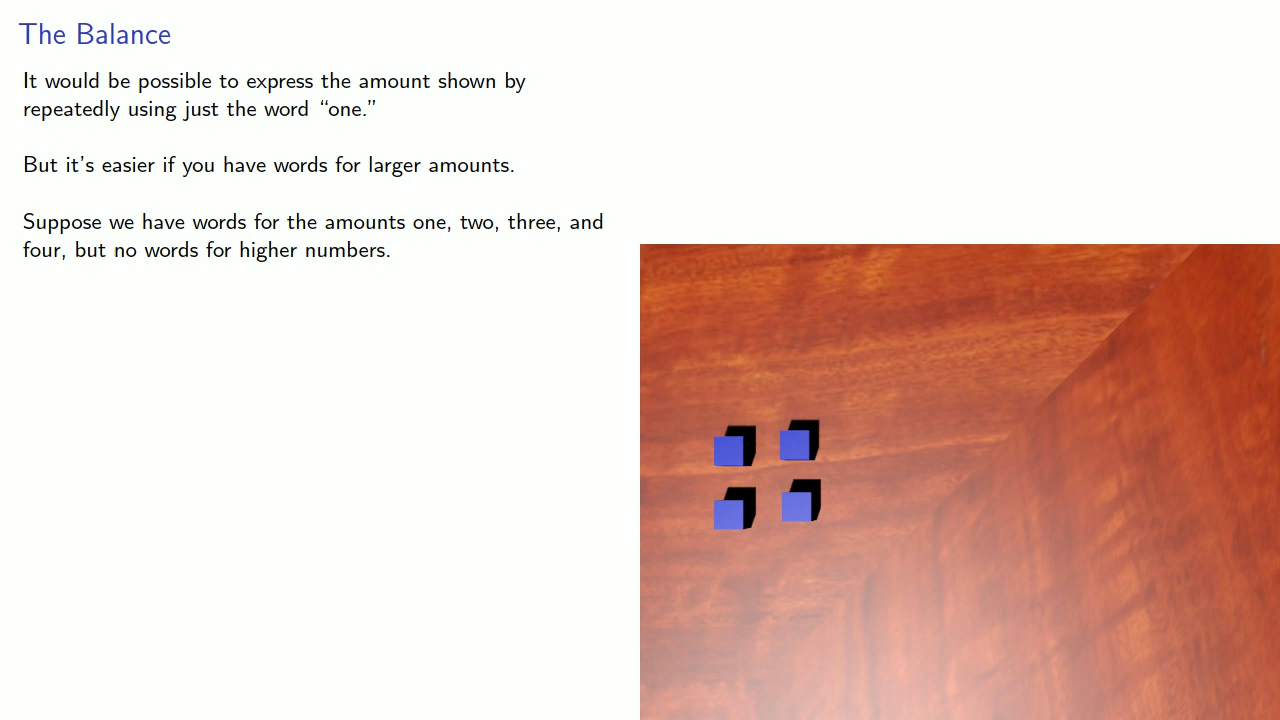 The Balance
It would be possible to express the amount shown by
repeatedly using just the word “one.”
But it’s easier if you have words for larger amounts.
Suppose we have words for the amounts one, two, three, and
four, but no words for higher numbers.